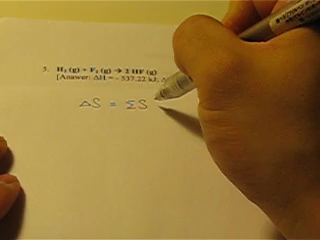 5. H₂ (g) + F₂ (g) → 2 HF (g)
[Answer: ΔH = - 537.22 kJ; Δ
ΔS = ΣS